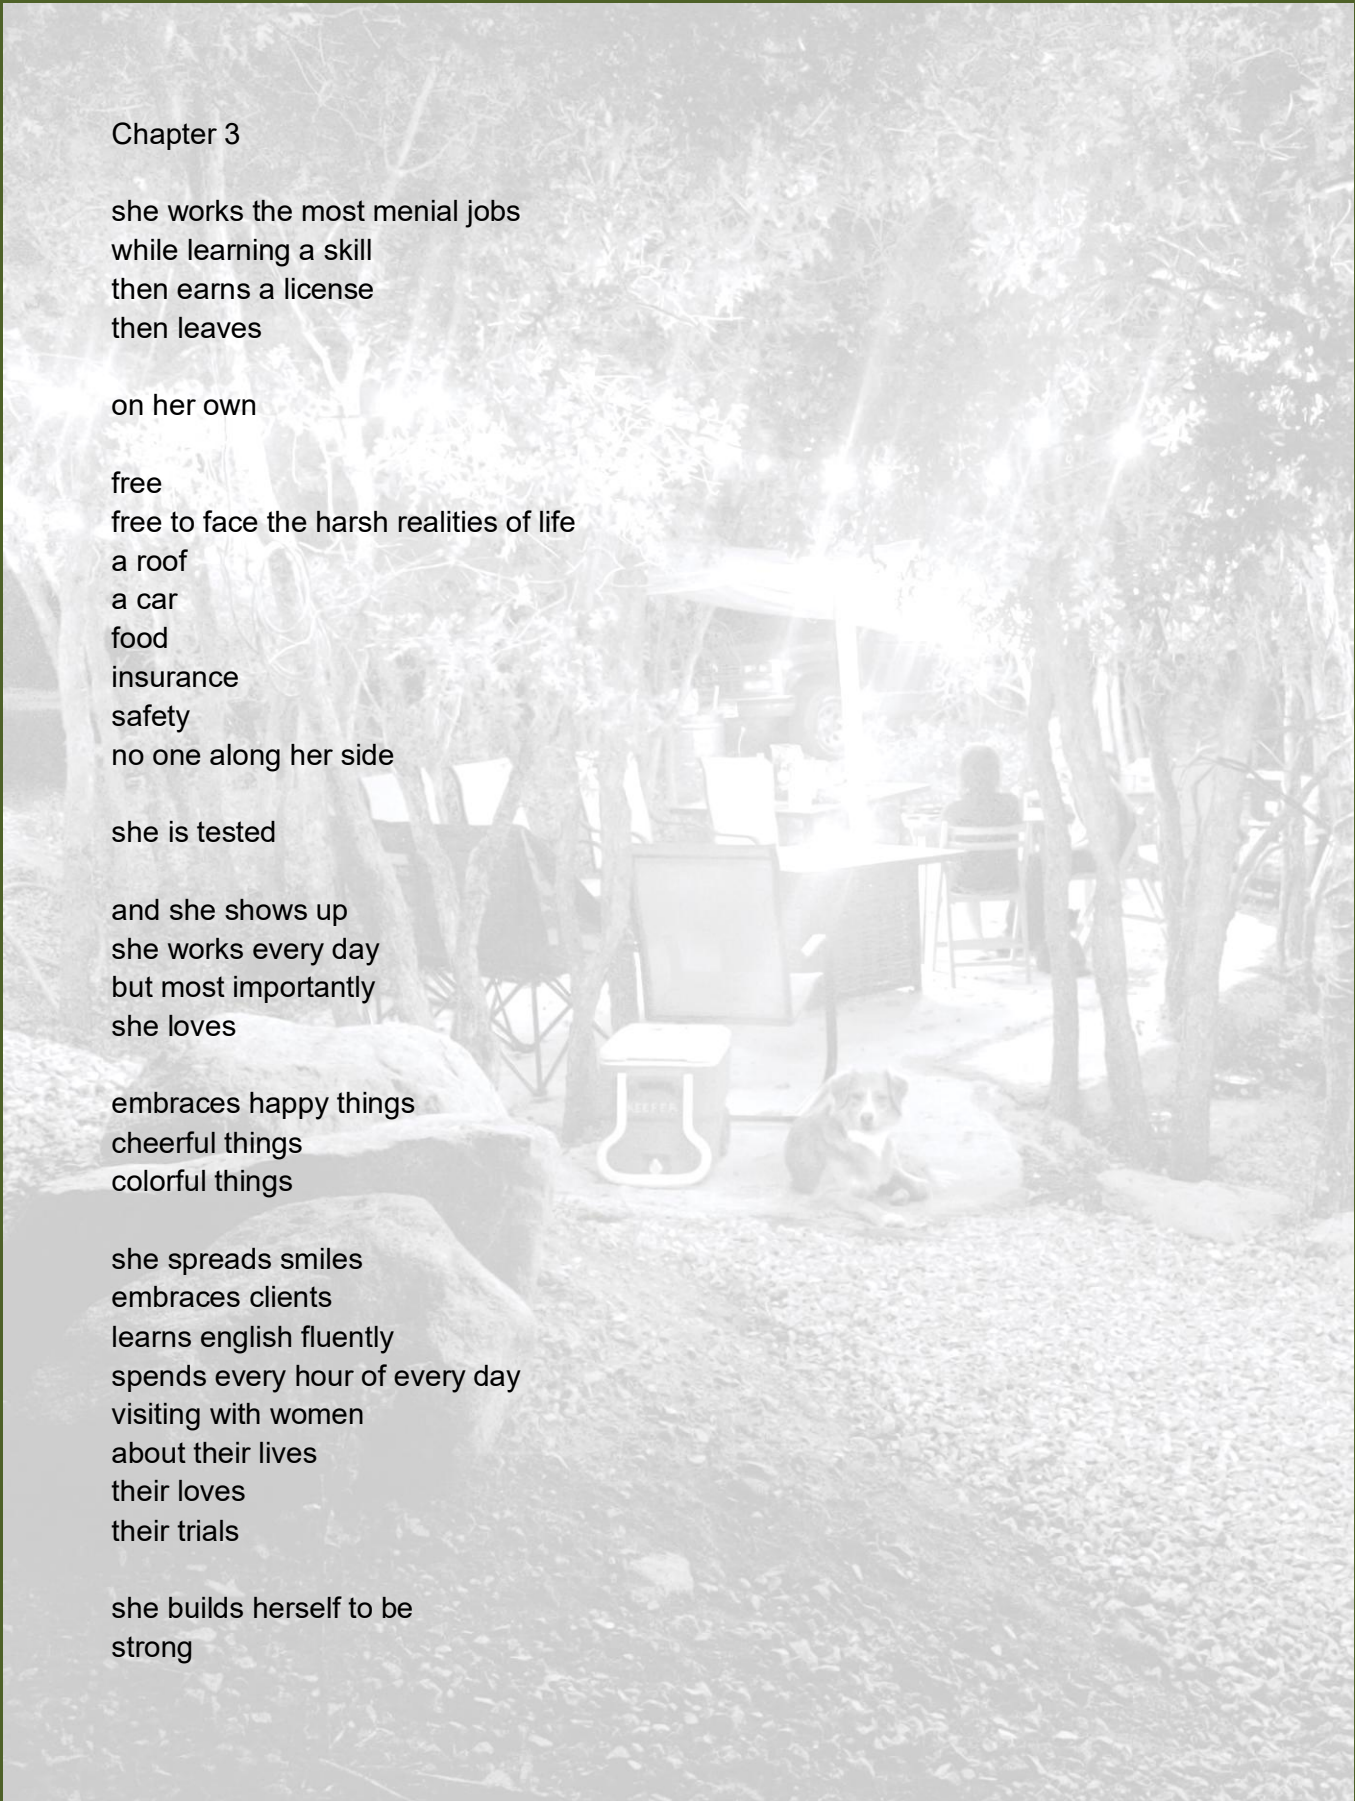 Chapter 3
she works the most menial jobs
while learning a skill
then earns a license
then leaves
on her own
free
free to face the harsh realities of life
a roof
a car
food
insurance
safety
no one along her side
she is tested
and she shows up
she works every day
but most importantly
she loves
embraces happy things
cheerful things
colorful things
she spreads smiles
embraces clients
learns english fluently
spends every hour of every day
visiting with women
about their lives
their loves
their trials
she builds herself to be
strong